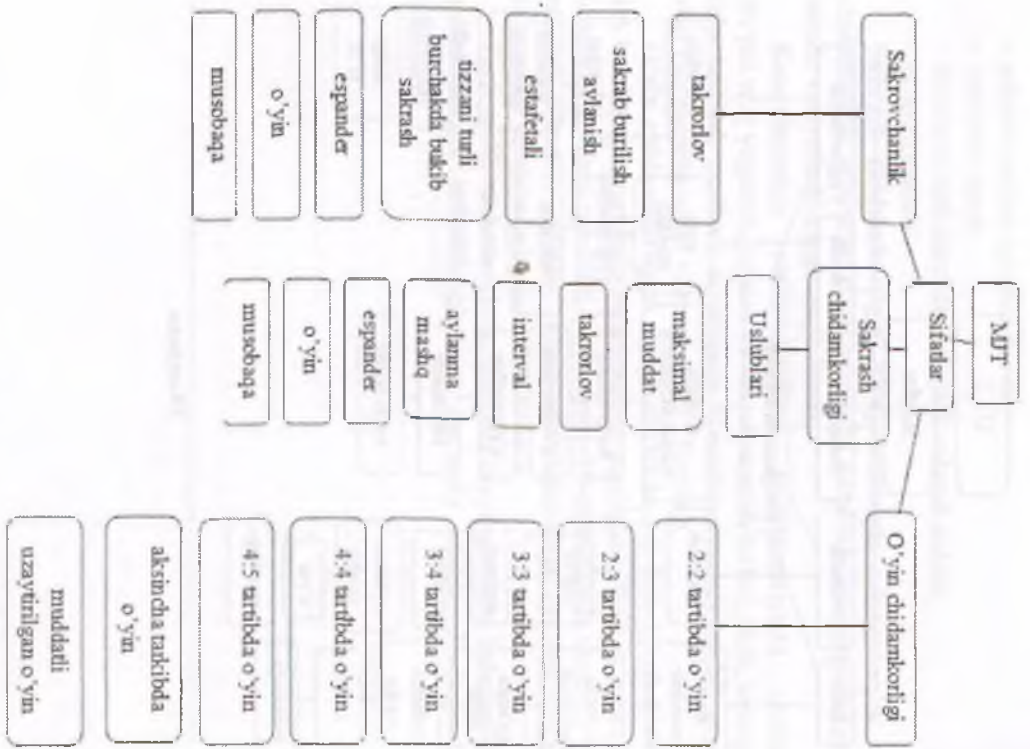 MJT
Sifatlar
Sakrovchanlik
takrorlov
sakrab burilish
avlanish
estafetali
tizzani turli
burchakda bukib
sakrash
espander
o'yin
musobaqa
Sakrash
chidamkorligi
Uslublari
maksimal
muddat
takrorlov
interval
aylanma
mashq
espander
o'yin
musobaqa
O'yin chidamkorligi
2:2 tartibda o'yin
2:3 tartibda o'yin
3:3 tartibda o'yin
3:4 tartibda o'yin
4:4 tartibda o'yin
4:5 tartibda o'yin
aksincha tarkibda
o'yin
muddatli
uzaytirilgan o'yin